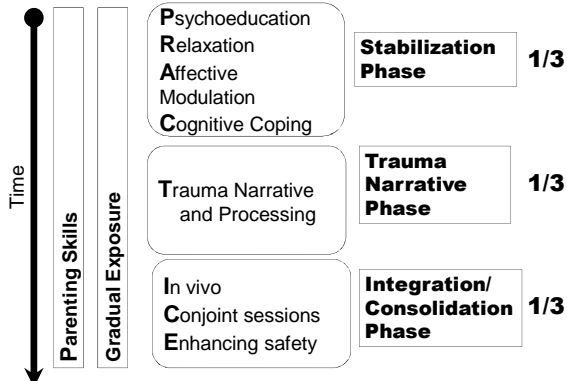 Time
Parenting Skills
Gradual Exposure
Psychoeducation
Relaxation
Affective
Modulation
Cognitive Coping
Stabilization
Phase
1/3
Trauma Narrative
and Processing
Trauma
Narrative
Phase
1/3
In vivo
Conjoint sessions
Enhancing safety
Integration/
Consolidation
Phase
1/3